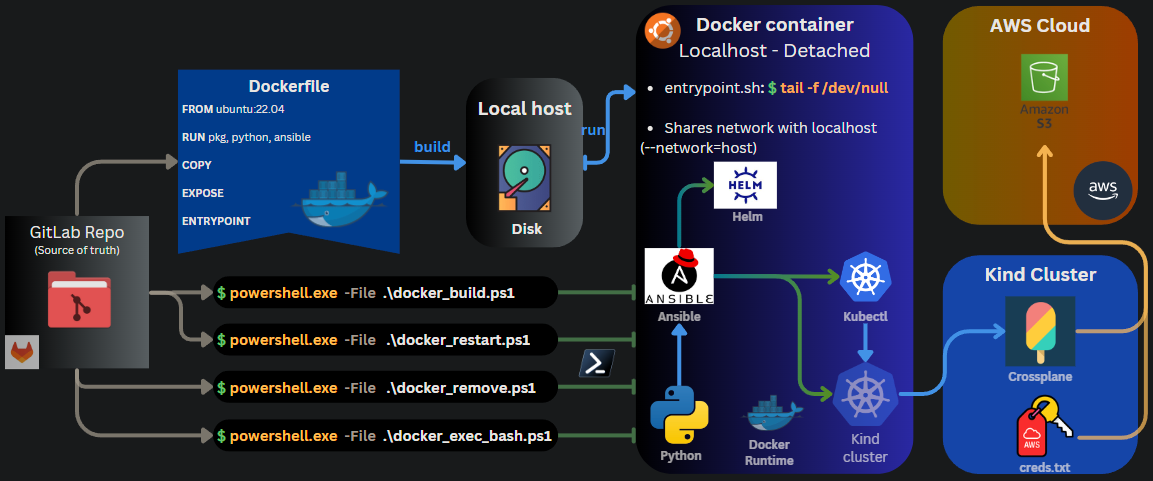 GitLab Repo
(Source of truth)
Dockerfile
FROM ubuntu:22.04
RUN pkg, python, ansible
COPY
EXPOSE
ENTRYPOINT
build
Local host
Disk
run
$ powershell.exe -File .\docker_build.ps1
$ powershell.exe -File .\docker_restart.ps1
$ powershell.exe -File .\docker_remove.ps1
$ powershell.exe -File .\docker_exec_bash.ps1
Docker container
Localhost - Detached
• entrypoint.sh: $ tail -f /dev/null
• Shares network with localhost
(--network=host)
HELM
Helm
ANSIBLE
Ansible
Kubectl
Python
Docker
Runtime
Kind
cluster
AWS Cloud
Amazon
S3
aws
Kind Cluster
Crossplane
AWS
creds.txt